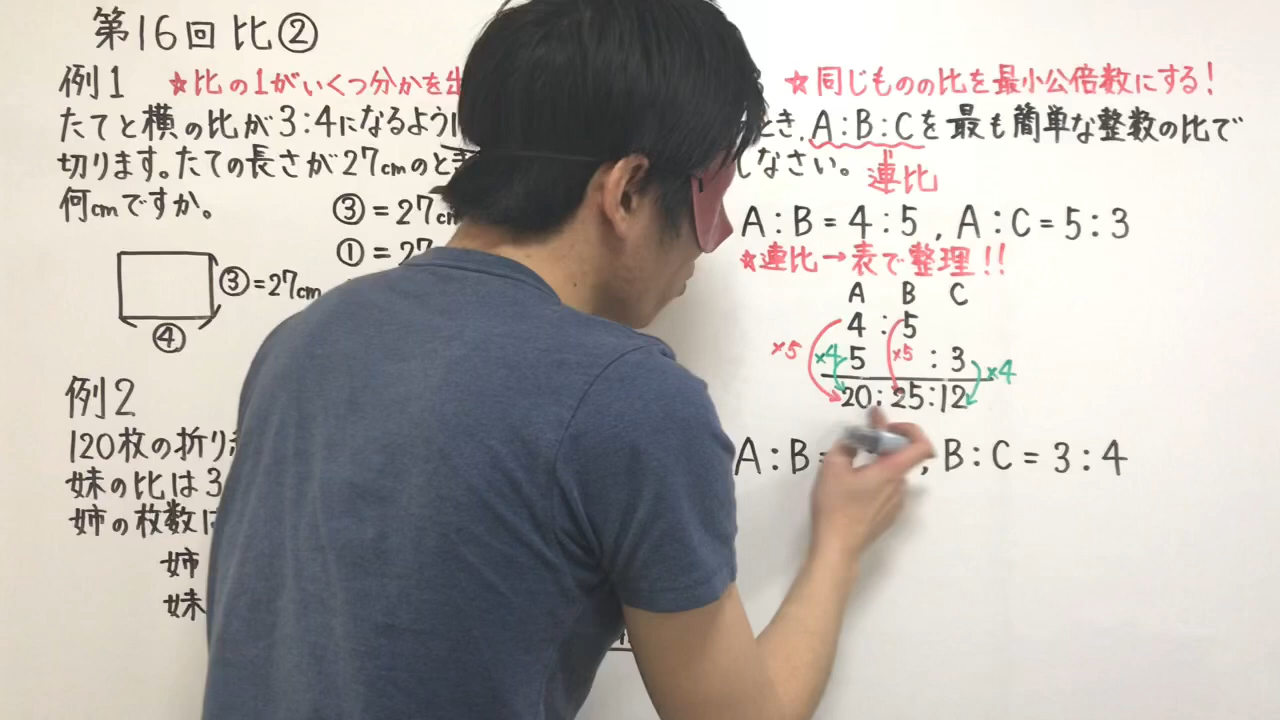 第16回 比②
例1 ☆比の1がいくつ分かを出
たてと横の比が3:4になるよう
切ります。たての長さが27cmのとき
何cmですか。
③=27cm
①=27
③=27cm
④
例2
120枚の折り
妹の比は3
姉の枚数は
姉
妹
☆同じものの比を最小公倍数にする!
とき、A:B:Cを最も簡単な整数の比で
しなさい。
連比
A:B=4:5, A:C=5:3
☆連比→表で整理!!
A B C
4:5
×5 ×4 5 ×5 :3 ×4
20:25:12
A:B= , B:C=3:4